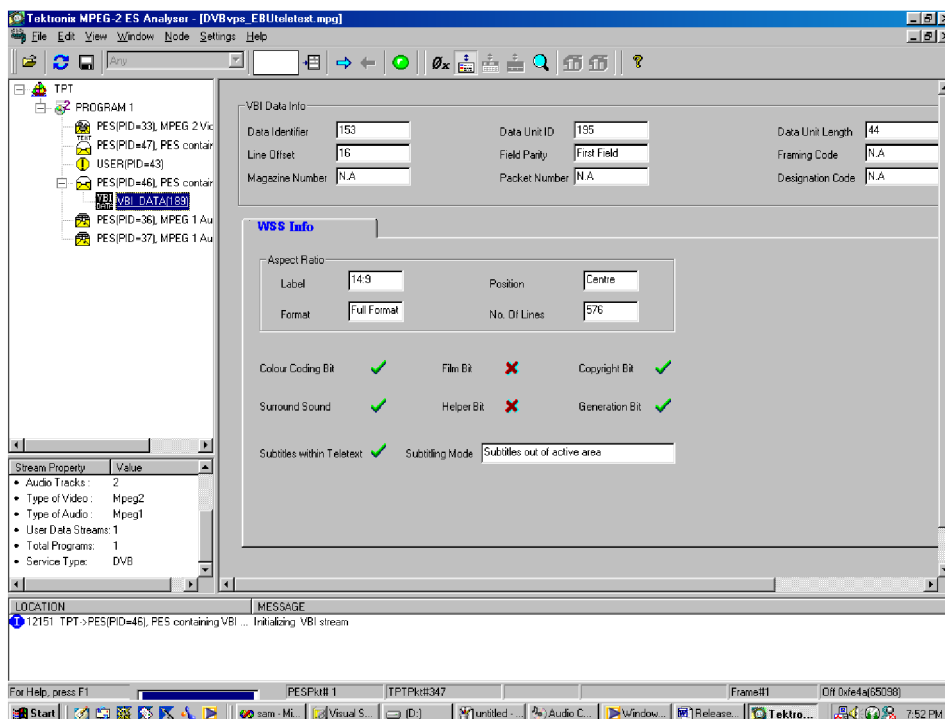 Tektronix MPEG-2 ES Analyser - [DVBvps_EBUteletext.mpg]
File Edit View Window Node Settings Help
Any
TPT
PROGRAM 1
PES(PID=33), MPEG 2 Vic
PES(PID=47), PES contair
USER(PID=43)
PES(PID=46), PES contair
VBI DATA(189)
PES(PID=36), MPEG 1 Au
PES(PID=37), MPEG 1 Au
VBI Data Info
Data Identifier 153 Data Unit ID 195 Data Unit Length 44
Line Offset 16 Field Parity First Field Framing Code N.A
Magazine Number N.A Packet Number N.A Designation Code N.A
WSS Info
Aspect Ratio
Label 14:9 Position Centre
Format Full Format No. Of Lines 576
Colour Coding Bit Film Bit Copyright Bit
Surround Sound Helper Bit Generation Bit
Subtitles within Teletext Subtitling Mode Subtitles out of active area
Stream Property Value
Audio Tracks : 2
Type of Video : Mpeg2
Type of Audio : Mpeg1
User Data Streams: 1
Total Programs: 1
Service Type: DVB
LOCATION MESSAGE
12151 TPT->PES(PID=46), PES containing VBI ... Initializing VBI stream
For Help, press F1 PESPkt# 1 TPTPkt#347 Frame#1 Off 0xfe4a(65098)
Start sam - Mi... Visual S... (D:) untitled - ... Audio C... Window... Release... Tektro... 7:52 PM